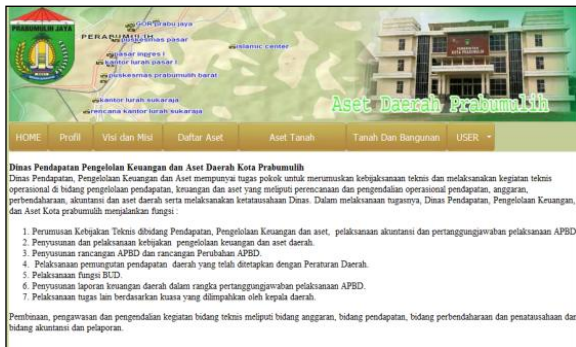 PRABUMULIH JAYA
GOR prabu jaya
PERABUMULIH
puskesmas pasar
islamic center
pasar inpres I
kantor lurah pasar I
puskesmas prabumulih barat
kantor lurah sukaraja
rencana kantor lurah sukaraja
Aset Daerah Prabumulih
HOME Profil Visi dan Misi Daftar Aset Aset Tanah Tanah Dan Bangunan USER
Dinas Pendapatan Pengelolan Keuangan dan Aset Daerah Kota Prabumulih
Dinas Pendapatan, Pengelolaan Keuangan dan Aset mempunyai tugas pokok untuk merumuskan kebijaksanaan teknis dan melaksanakan kegiatan teknis
operasional di bidang pengelolaan pendapatan, keuangan dan aset yang meliputi perencanaan dan pengendalian operasional pendapatan, anggaran,
perbendaharaan, akuntansi dan aset daerah serta melaksanakan ketatausahaan Dinas. Dalam melaksanakan tugasnya, Dinas Pendapatan, Pengelolaan Keuangan,
dan Aset Kota prabumulih menjalankan fungsi :
1. Perumusan Kebijakan Teknis dibidang Pendapatan, Pengelolaan Keuangan dan aset, pelaksanaan akuntansi dan pertanggungjawaban pelaksanaan APBD
2. Penyusunan dan pelaksanaan kebijakan pengelolaan keuangan dan aset daerah.
3. Penyusunan rancangan APBD dan rancangan Perubahan APBD.
4. Pelaksanaan pemungutan pendapatan daerah yang telah ditetapkan dengan Peraturan Daerah.
5. Pelaksanaan fungsi BUD.
6. Penyusunan laporan keuangan daerah dalam rangka pertanggungjawaban pelaksanaan APBD.
7. Pelaksanaan tugas lain berdasarkan kuasa yang dilimpahkan oleh kepala daerah.
Pembinaan, pengawasan dan pengendalian kegiatan bidang teknis meliputi bidang anggaran, bidang pendapatan, bidang perbendaharaan dan penatausahaan dan
bidang akuntansi dan pelaporan.